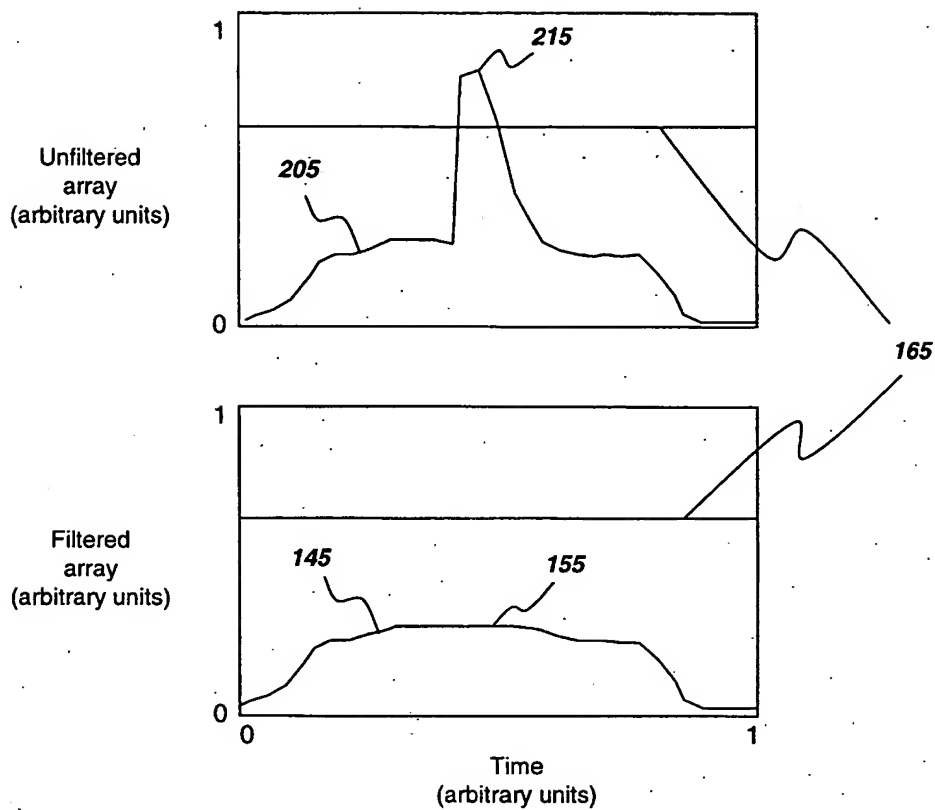 1
215
Unfiltered
array
(arbitrary units)
205
0
165
1
Filtered
array
(arbitrary units)
145
155
0
0
1
Time
(arbitrary units)